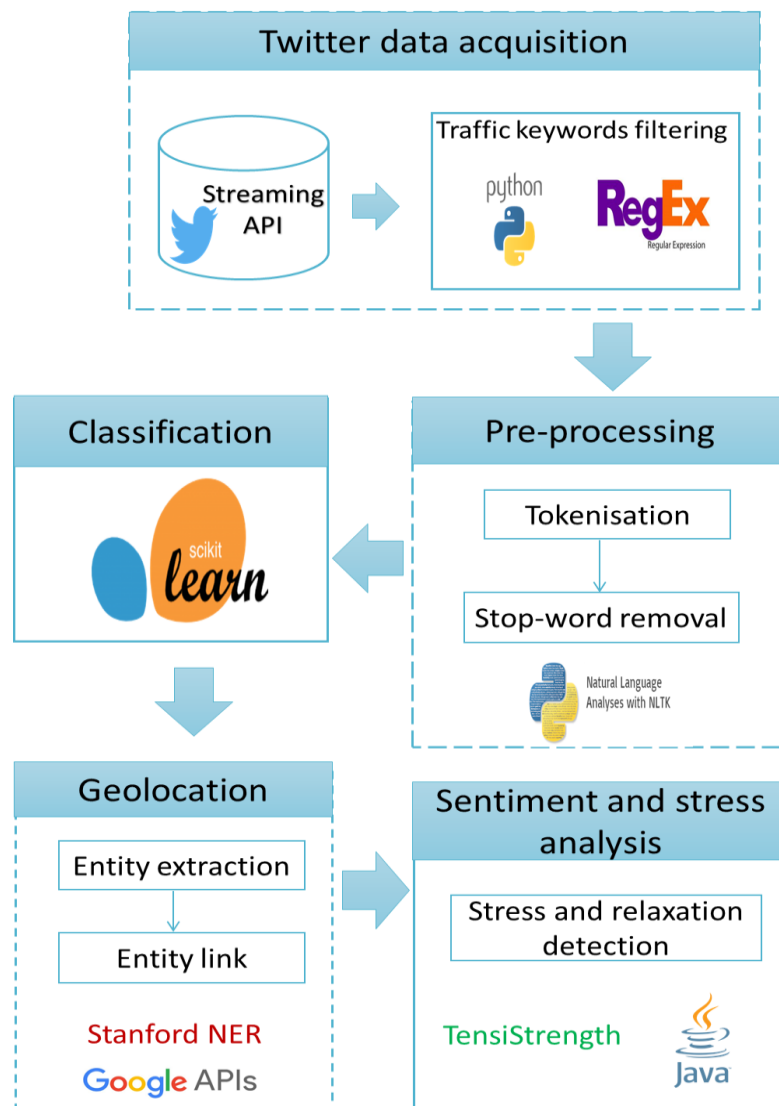 Twitter data acquisition
Streaming
API
Traffic keywords filtering
python
RegEx
Regular Expression
Classification
scikit
learn
Pre-processing
Tokenisation
Stop-word removal
Natural Language
Analyses with NLTK
Geolocation
Entity extraction
Entity link
Stanford NER
Google APIs
Sentiment and stress
analysis
Stress and relaxation
detection
TensiStrength
Java